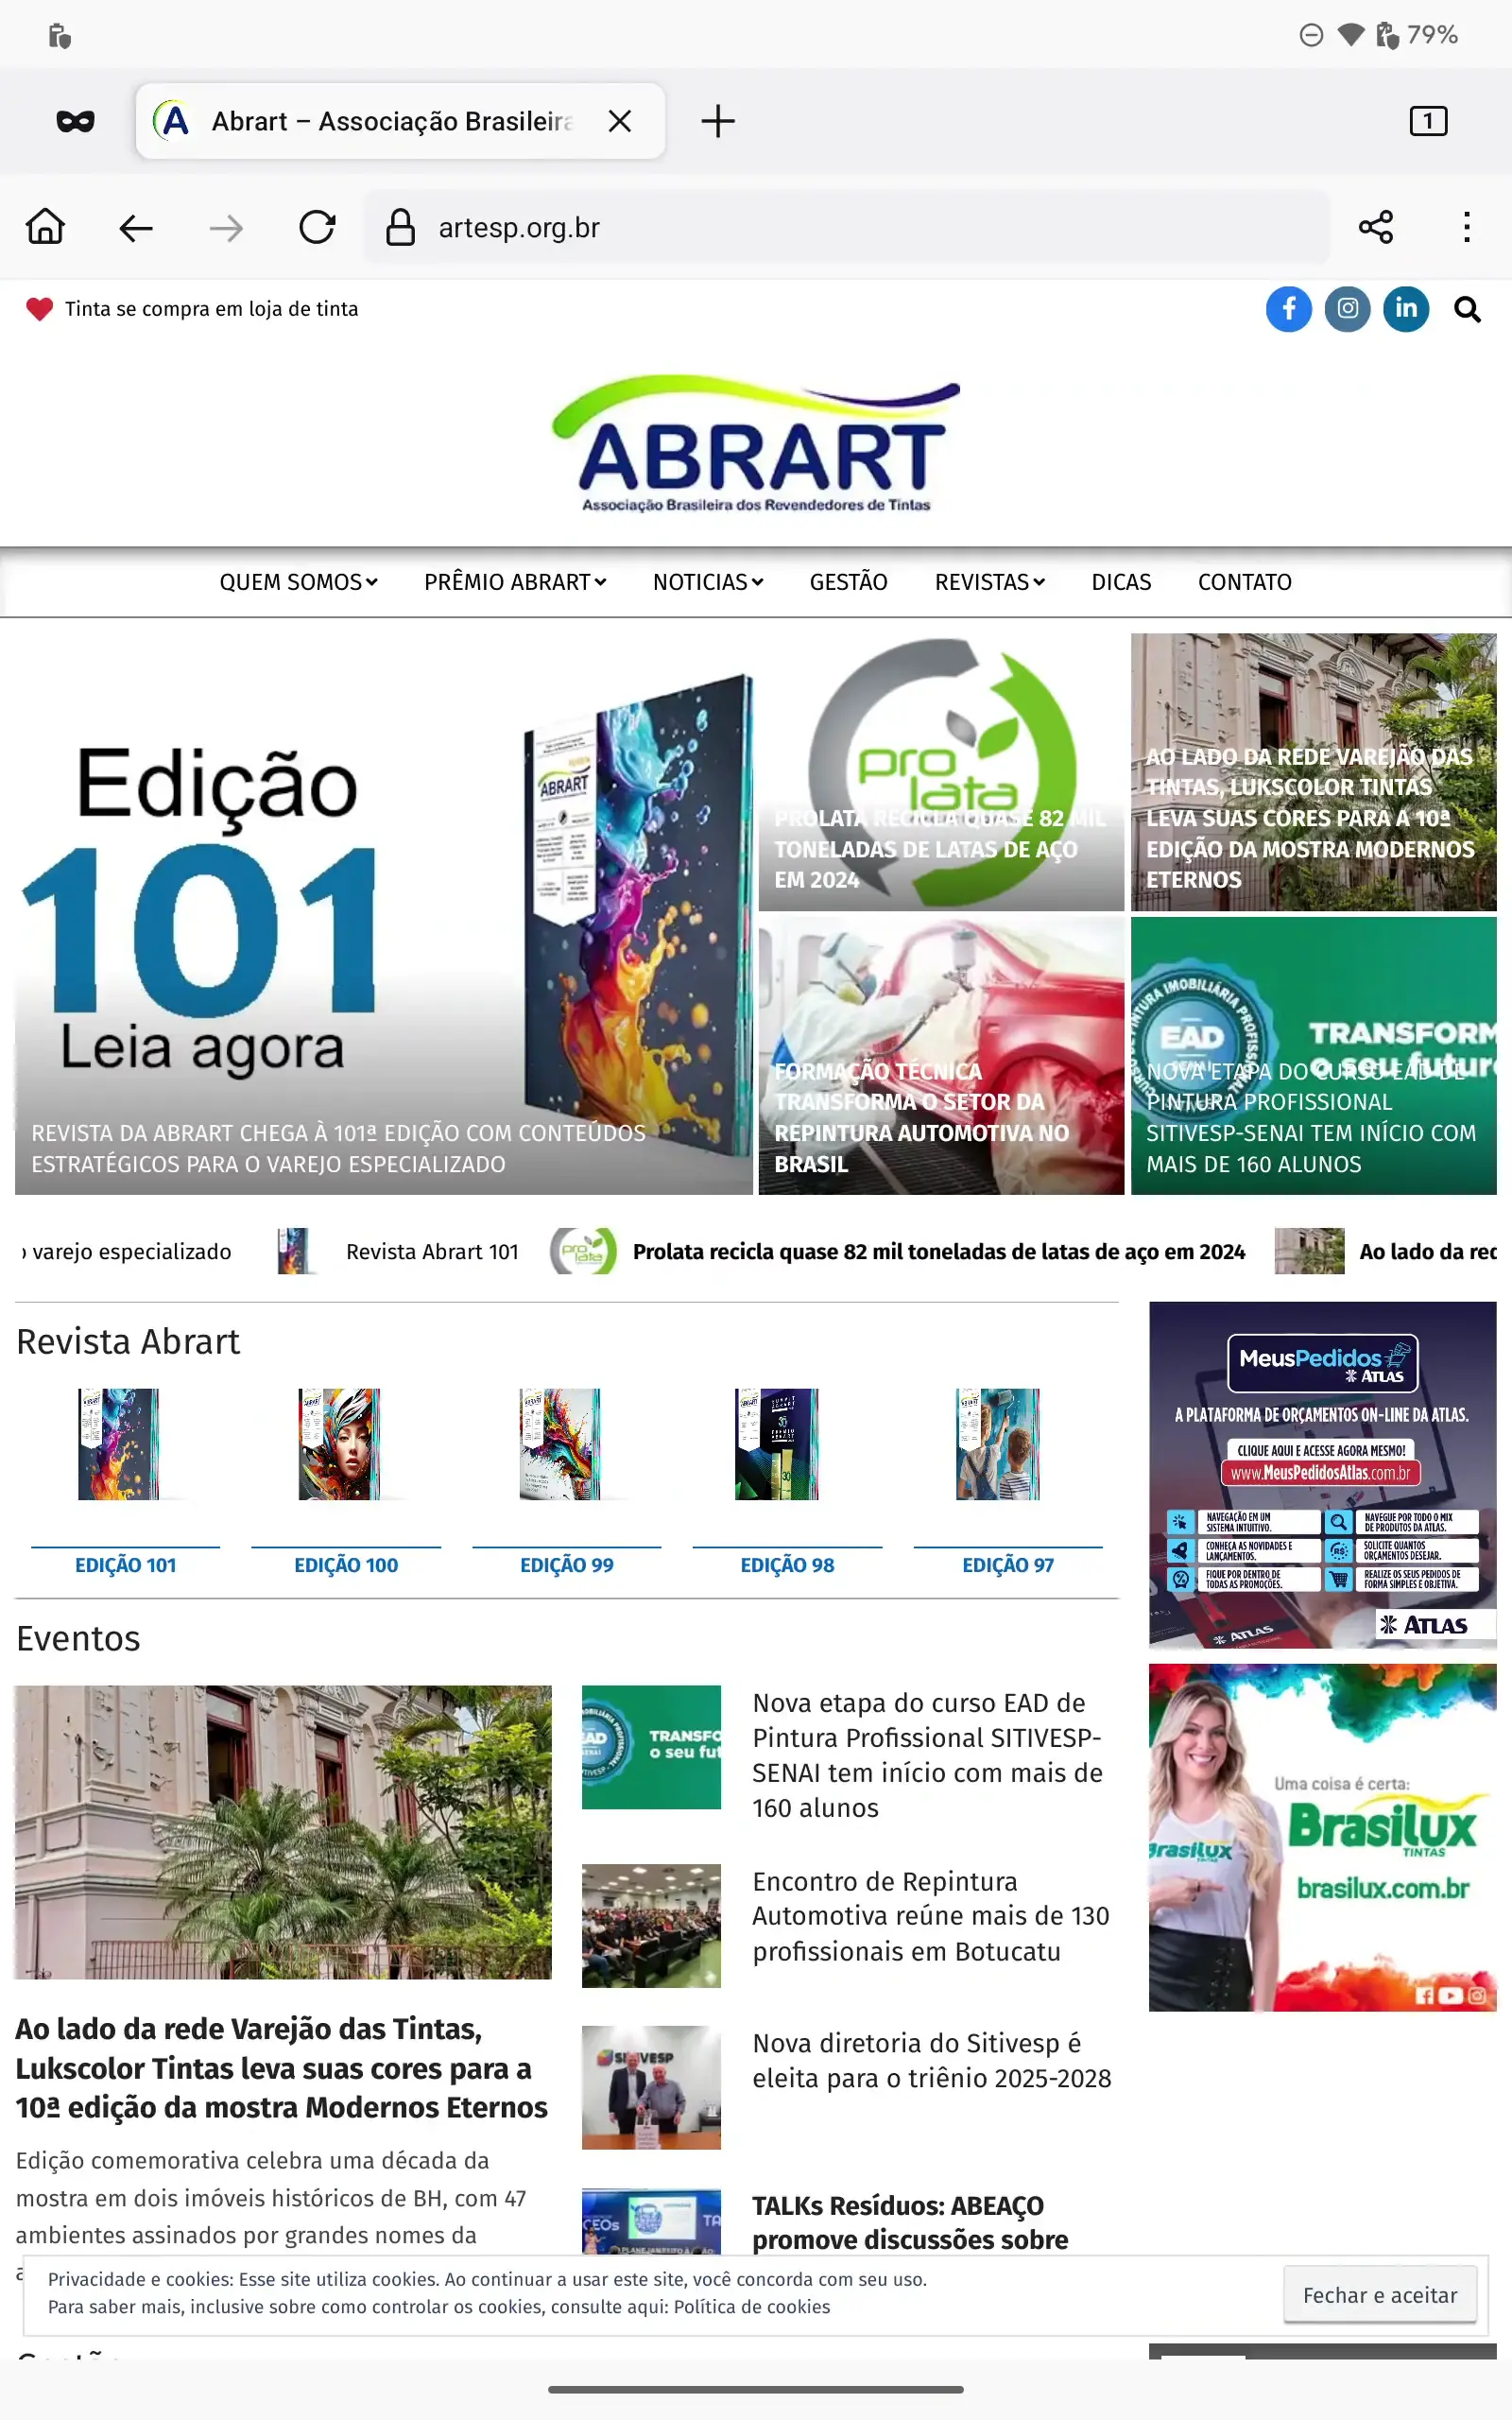 79%
Abrart – Associação Brasileira
1
artesp.org.br
Tinta se compra em loja de tinta
ABRART
Associação Brasileira dos Revendedores de Tintas
QUEM SOMOS
PRÊMIO ABRART
NOTICIAS
GESTÃO
REVISTAS
DICAS
CONTATO
Edição
101
Leia agora
ABRART
REVISTA DA ABRART CHEGA À 101ª EDIÇÃO COM CONTEÚDOS
ESTRATÉGICOS PARA O VAREJO ESPECIALIZADO
pro
lata
PROLATA RECICLA QUASE 82 MIL
TONELADAS DE LATAS DE AÇO
EM 2024
AO LADO DA REDE VAREJÃO DAS
TINTAS, LUKSCOLOR TINTAS
LEVA SUAS CORES PARA A 10ª
EDIÇÃO DA MOSTRA MODERNOS
ETERNOS
FORMAÇÃO TÉCNICA
TRANSFORMA O SETOR DA
REPINTURA AUTOMOTIVA NO
BRASIL
EAD
TRANSFORM
o seu futuro
NOVA ETAPA DO CURSO EAD DE
PINTURA PROFISSIONAL
SITIVESP-SENAI TEM INÍCIO COM
MAIS DE 160 ALUNOS
o varejo especializado
Revista Abrart 101
pro
lata
Prolata recicla quase 82 mil toneladas de latas de aço em 2024
Ao lado da red
Revista Abrart
EDIÇÃO 101
EDIÇÃO 100
EDIÇÃO 99
EDIÇÃO 98
EDIÇÃO 97
MeusPedidos
ATLAS
A PLATAFORMA DE ORÇAMENTOS ON-LINE DA ATLAS.
CLIQUE AQUI E ACESSE AGORA MESMO!
www.MeusPedidosAtlas.com.br
NAVEGAÇÃO EM UM
SISTEMA INTUITIVO.
NAVEGUE POR TODO O MIX
DE PRODUTOS DA ATLAS.
CONHEÇA AS NOVIDADES E
LANÇAMENTOS.
SOLICITE QUANTOS
ORÇAMENTOS DESEJAR.
FIQUE POR DENTRO DE
TODAS AS PROMOÇÕES.
REALIZE OS SEUS PEDIDOS DE
FORMA SIMPLES E OBJETIVA.
ATLAS
ATLAS
Eventos
Ao lado da rede Varejão das Tintas,
Lukscolor Tintas leva suas cores para a
10ª edição da mostra Modernos Eternos
Edição comemorativa celebra uma década da
mostra em dois imóveis históricos de BH, com 47
ambientes assinados por grandes nomes da
EAD
TRANSFO
o seu fut
Nova etapa do curso EAD de
Pintura Profissional SITIVESP-
SENAI tem início com mais de
160 alunos
Encontro de Repintura
Automotiva reúne mais de 130
profissionais em Botucatu
SITIVESP
Nova diretoria do Sitivesp é
eleita para o triênio 2025-2028
CEOs
TALKs Resíduos: ABEAÇO
promove discussões sobre
Uma coisa é certa:
Brasilux
TINTAS
brasilux.com.br
Brasilux
TINTAS
Privacidade e cookies: Esse site utiliza cookies. Ao continuar a usar este site, você concorda com seu uso.
Para saber mais, inclusive sobre como controlar os cookies, consulte aqui: Política de cookies
Fechar e aceitar